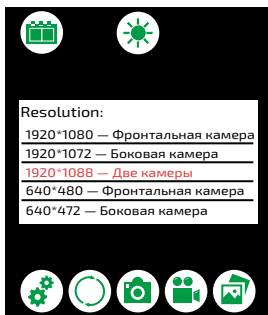 Resolution:
1920*1080 — Фронтальная камера
1920*1072 — Боковая камера
1920*1088 — Две камеры
640*480 — Фронтальная камера
640*472 — Боковая камера